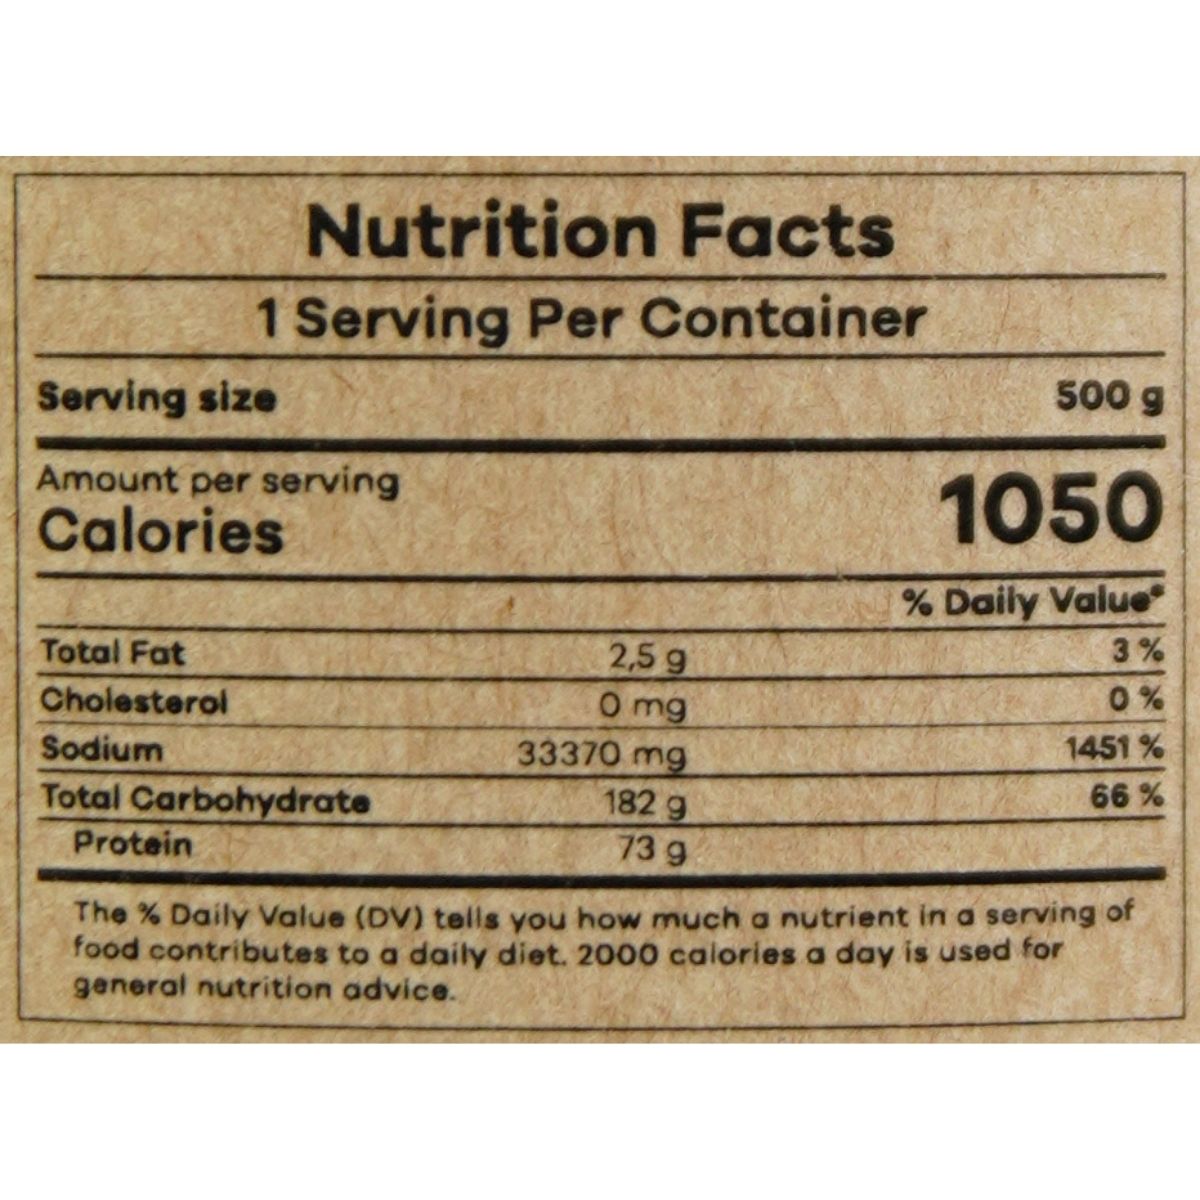 Nutrition Facts
1 Serving Per Container
Serving size 500 g
Amount per serving
Calories 1050
% Daily Value*
Total Fat 2,5 g 3 %
Cholesterol 0 mg 0 %
Sodium 33370 mg 1451 %
Total Carbohydrate 182 g 66 %
Protein 73 g
The % Daily Value (DV) tells you how much a nutrient in a serving of
food contributes to a daily diet. 2000 calories a day is used for
general nutrition advice.